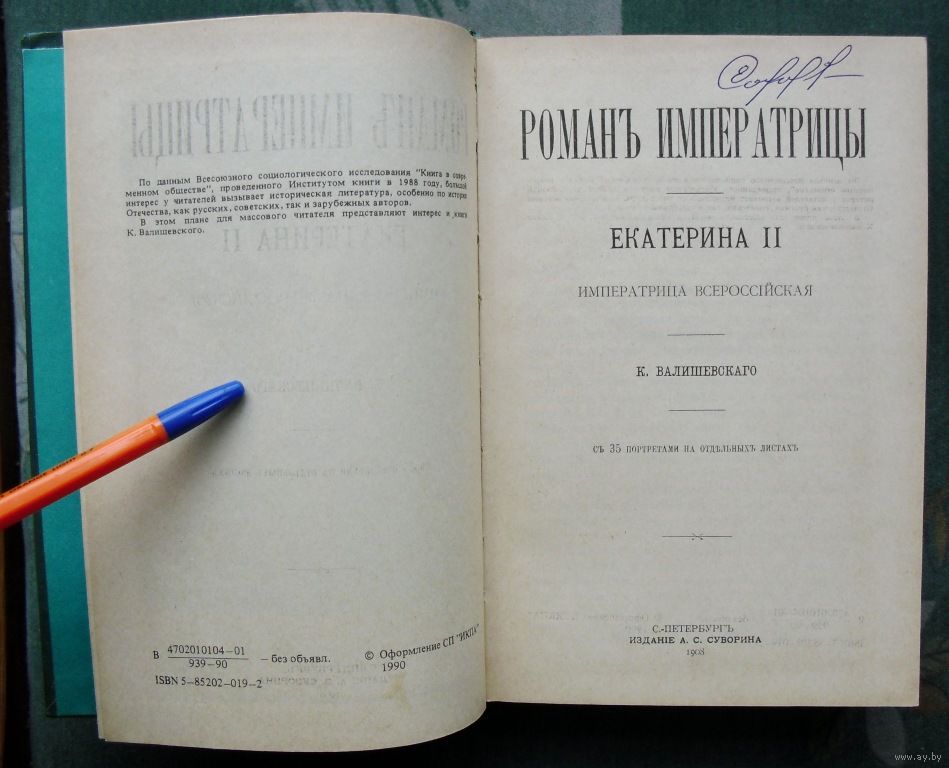 По данным Всесоюзного социологического исследования "Книга в совре-
менном обществе", проведенного Институтом книги в 1988 году, большой
интерес у читателей вызывает историческая литература, особенно по истории
Отечества, как русских, советских, так и зарубежных авторов.
В этом плане для массового читателя представляют интерес и книга
К. Валишевского.
В 4702010104-01 — без объявл.
939-90
© Оформление СП "ИКПА"
1990
ISBN 5-85202-019-2
РОМАНЪ ИМПЕРАТРИЦЫ
ЕКАТЕРИНА II
ИМПЕРАТРИЦА ВСЕРОССІЙСКАЯ
К. ВАЛИШЕВСКАГО
СЪ 35 ПОРТРЕТАМИ НА ОТДѢЛЬНЫХЪ ЛИСТАХЪ
С.-ПЕТЕРБУРГЪ
ИЗДАНІЕ А. С. СУВОРИНА
1908
www.ay.by